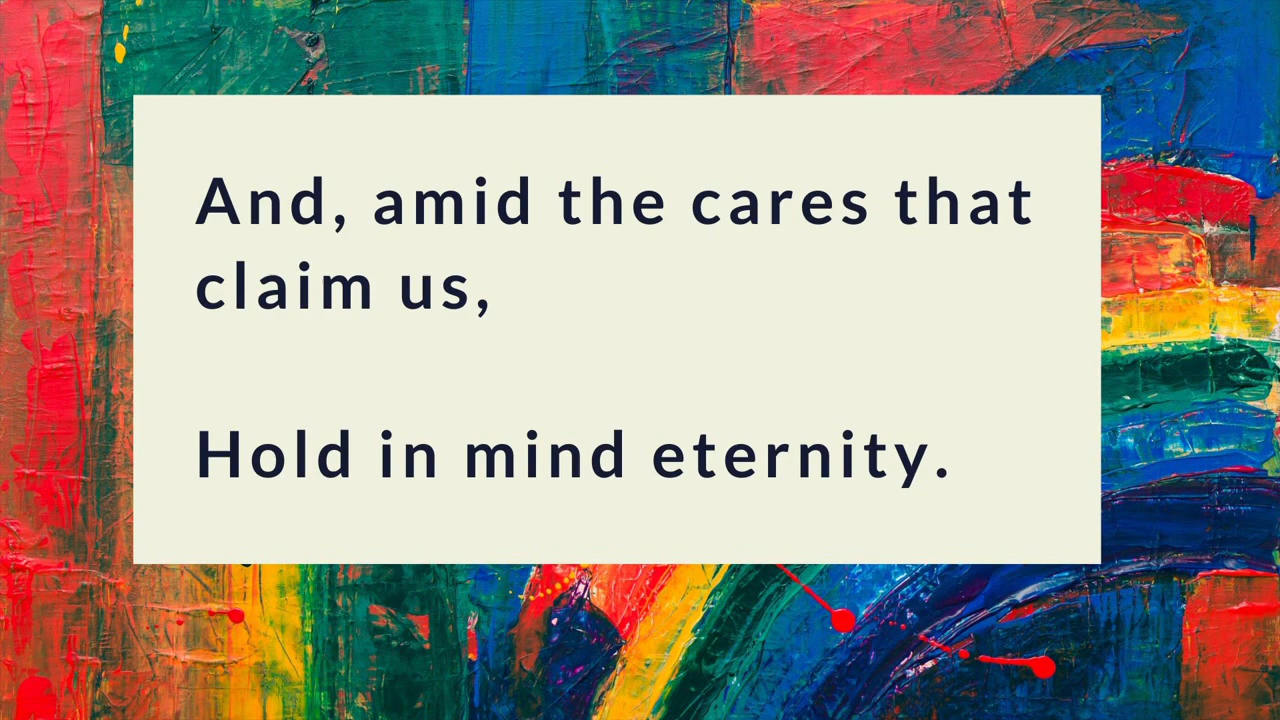 And, amid the cares that
claim us,
Hold in mind eternity.